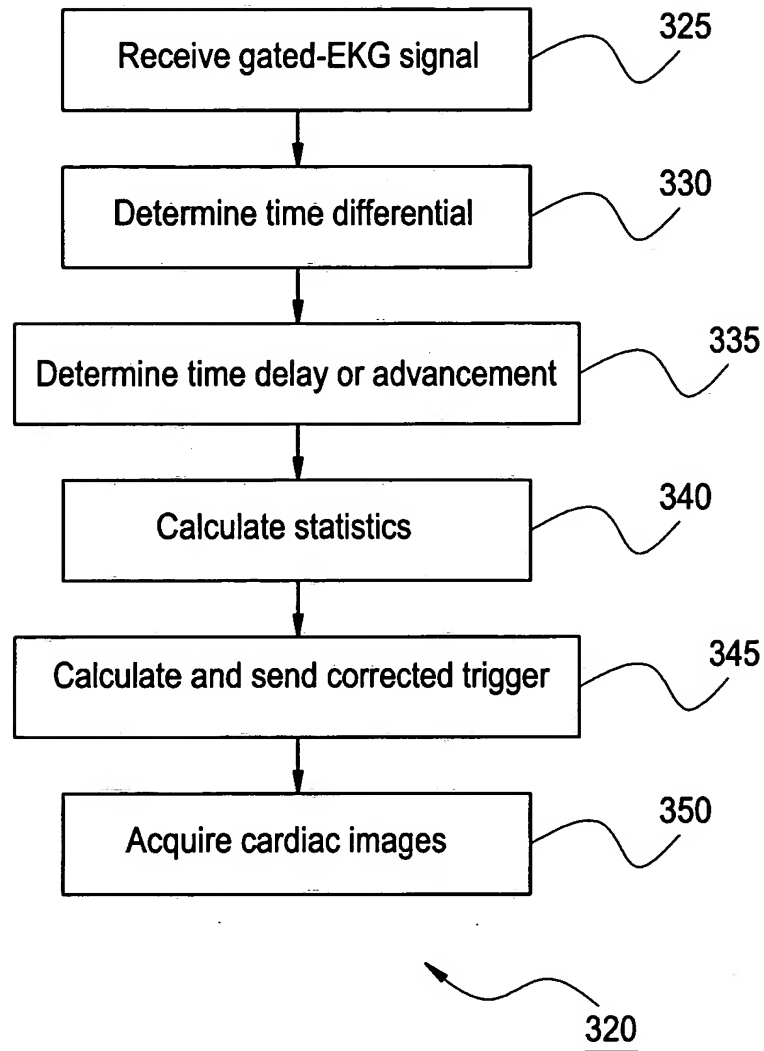 Receive gated-EKG signal
325
Determine time differential
330
Determine time delay or advancement
335
Calculate statistics
340
Calculate and send corrected trigger
345
Acquire cardiac images
350
320